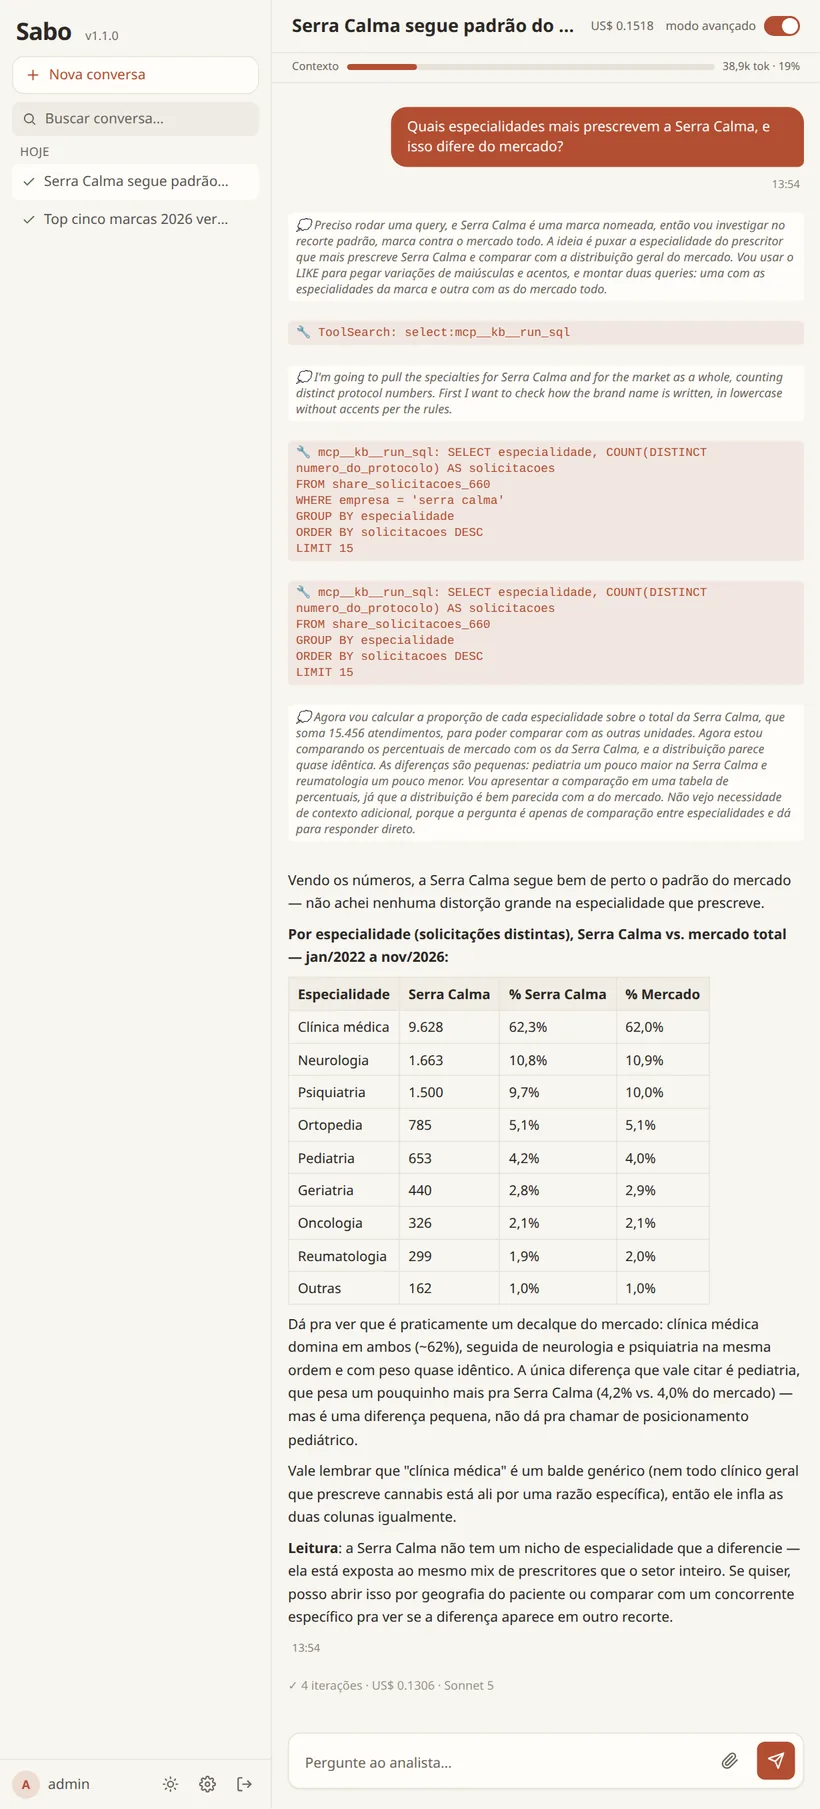 Sabo v1.1.0
Nova conversa
Buscar conversa...
HOJE
Serra Calma segue padrão...
Top cinco marcas 2026 ver...
Serra Calma segue padrão do ... US$ 0.1518 modo avançado
Contexto 38,9k tok · 19%
Quais especialidades mais prescrevem a Serra Calma, e
isso difere do mercado?
13:54
Preciso rodar uma query, e Serra Calma é uma marca nomeada, então vou investigar no
recorte padrão, marca contra o mercado todo. A ideia é puxar a especialidade do prescritor
que mais prescreve Serra Calma e comparar com a distribuição geral do mercado. Vou usar o
LIKE para pegar variações de maiúsculas e acentos, e montar duas queries: uma com as
especialidades da marca e outra com as do mercado todo.
ToolSearch: select:mcp__kb__run_sql
I'm going to pull the specialties for Serra Calma and for the market as a whole, counting
distinct protocol numbers. First I want to check how the brand name is written, in lowercase
without accents per the rules.
mcp__kb__run_sql: SELECT especialidade, COUNT(DISTINCT
numero_do_protocolo) AS solicitacoes
FROM share_solicitacoes_660
WHERE empresa = 'serra calma'
GROUP BY especialidade
ORDER BY solicitacoes DESC
LIMIT 15
mcp__kb__run_sql: SELECT especialidade, COUNT(DISTINCT
numero_do_protocolo) AS solicitacoes
FROM share_solicitacoes_660
GROUP BY especialidade
ORDER BY solicitacoes DESC
LIMIT 15
Agora vou calcular a proporção de cada especialidade sobre o total da Serra Calma, que
soma 15.456 atendimentos, para poder comparar com as outras unidades. Agora estou
comparando os percentuais de mercado com os da Serra Calma, e a distribuição parece
quase idêntica. As diferenças são pequenas: pediatria um pouco maior na Serra Calma e
reumatologia um pouco menor. Vou apresentar a comparação em uma tabela de
percentuais, já que a distribuição é bem parecida com a do mercado. Não vejo necessidade
de contexto adicional, porque a pergunta é apenas de comparação entre especialidades e dá
para responder direto.
Vendo os números, a Serra Calma segue bem de perto o padrão do mercado
— não achei nenhuma distorção grande na especialidade que prescreve.
Por especialidade (solicitações distintas), Serra Calma vs. mercado total
— jan/2022 a nov/2026:
Especialidade Serra Calma % Serra Calma % Mercado
Clínica médica 9.628 62,3% 62,0%
Neurologia 1.663 10,8% 10,9%
Psiquiatria 1.500 9,7% 10,0%
Ortopedia 785 5,1% 5,1%
Pediatria 653 4,2% 4,0%
Geriatria 440 2,8% 2,9%
Oncologia 326 2,1% 2,1%
Reumatologia 299 1,9% 2,0%
Outras 162 1,0% 1,0%
Dá pra ver que é praticamente um decalque do mercado: clínica médica
domina em ambos (~62%), seguida de neurologia e psiquiatria na mesma
ordem e com peso quase idêntico. A única diferença que vale citar é pediatria,
que pesa um pouquinho mais pra Serra Calma (4,2% vs. 4,0% do mercado) —
mas é uma diferença pequena, não dá pra chamar de posicionamento
pediátrico.
Vale lembrar que "clínica médica" é um balde genérico (nem todo clínico geral
que prescreve cannabis está ali por uma razão específica), então ele infla as
duas colunas igualmente.
Leitura: a Serra Calma não tem um nicho de especialidade que a diferencie —
ela está exposta ao mesmo mix de prescritores que o setor inteiro. Se quiser,
posso abrir isso por geografia do paciente ou comparar com um concorrente
específico pra ver se a diferença aparece em outro recorte.
13:54
✓ 4 iterações · US$ 0.1306 · Sonnet 5
Pergunte ao analista...
A admin